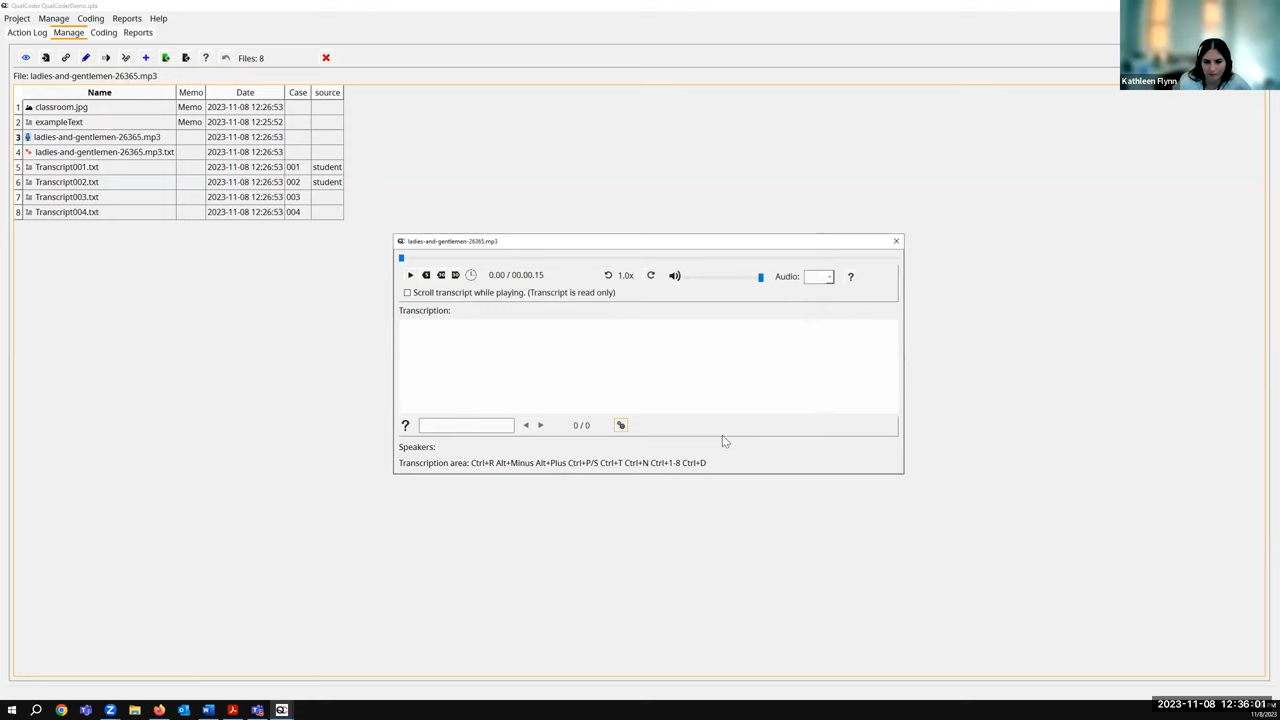 QualCoder QualCoderDemo.qda
Project Manage Coding Reports Help
Action Log Manage Coding Reports
? Files: 8
File: ladies-and-gentlemen-26365.mp3
Name Memo Date Case source
1 classroom.jpg Memo 2023-11-08 12:26:53
2 exampleText Memo 2023-11-08 12:25:52
3 ladies-and-gentlemen-26365.mp3 2023-11-08 12:26:53
4 ladies-and-gentlemen-26365.mp3.txt 2023-11-08 12:26:53
5 Transcript001.txt 2023-11-08 12:26:53 001 student
6 Transcript002.txt 2023-11-08 12:26:53 002 student
7 Transcript003.txt 2023-11-08 12:26:53 003
8 Transcript004.txt 2023-11-08 12:26:53 004
Kathleen Flynn
ladies-and-gentlemen-26365.mp3
0.00 / 00.00.15 1.0x Audio: ?
Scroll transcript while playing. (Transcript is read only)
Transcription:
? 0 / 0
Speakers:
Transcription area: Ctrl+R Alt+Minus Alt+Plus Ctrl+P/S Ctrl+T Ctrl+N Ctrl+1-8 Ctrl+D
2023-11-08 12:36:01
11/8/2023